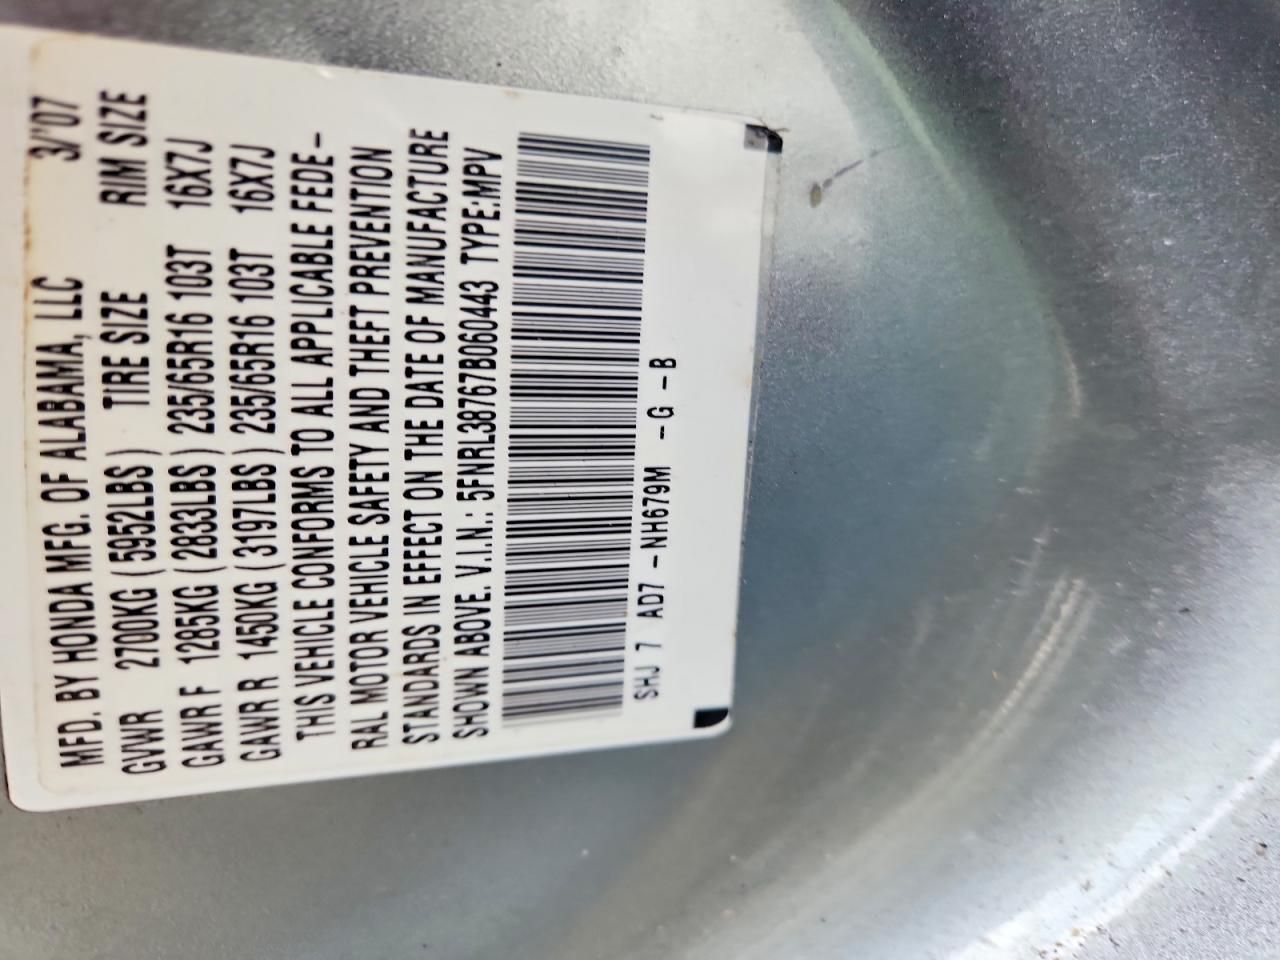 MFD. BY HONDA MFG. OF ALABAMA, LLC 3/'07
GVWR 2700KG (5952LBS) TIRE SIZE RIM SIZE
GAWR F 1285KG (2833LBS) 235/65R16 103T 16X7J
GAWR R 1450KG (3197LBS) 235/65R16 103T 16X7J
THIS VEHICLE CONFORMS TO ALL APPLICABLE FEDE-
RAL MOTOR VEHICLE SAFETY AND THEFT PREVENTION
STANDARDS IN EFFECT ON THE DATE OF MANUFACTURE
SHOWN ABOVE. V.I.N.: 5FNRL38767B060443 TYPE:MPV
SHJ 7 AD7 -NH679M --G -B